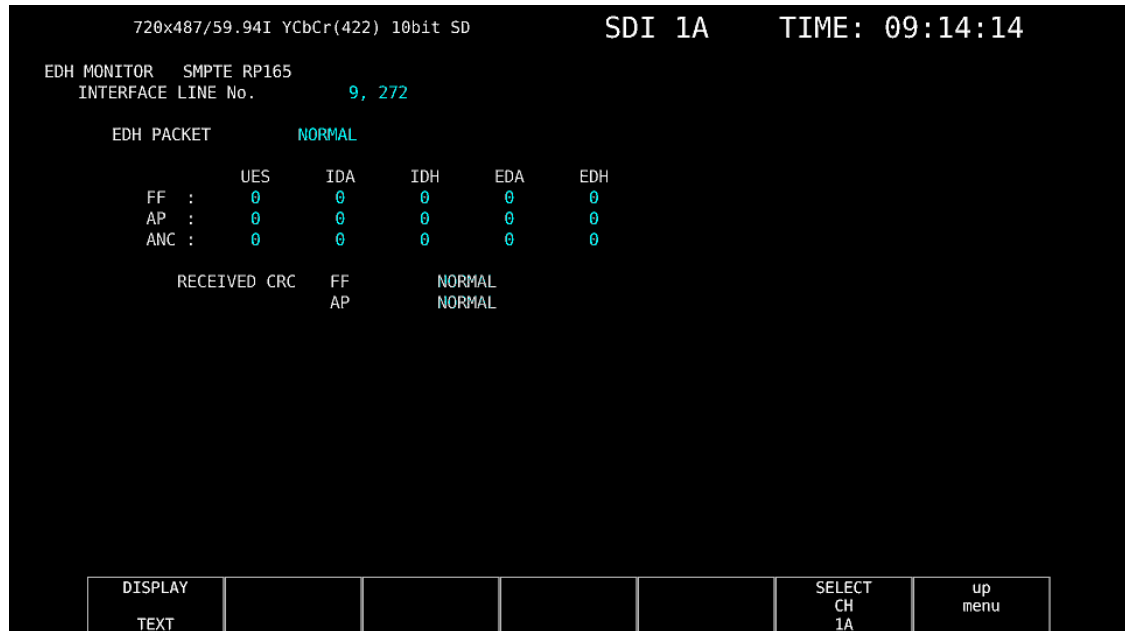 720x487/59.94I YCbCr(422) 10bit SD SDI 1A TIME: 09:14:14
EDH MONITOR SMPTE RP165
INTERFACE LINE No. 9, 272
EDH PACKET NORMAL
UES IDA IDH EDA EDH
FF : 0 0 0 0 0
AP : 0 0 0 0 0
ANC : 0 0 0 0 0
RECEIVED CRC FF NORMAL
AP NORMAL
DISPLAY
TEXT
SELECT
CH
1A
up
menu